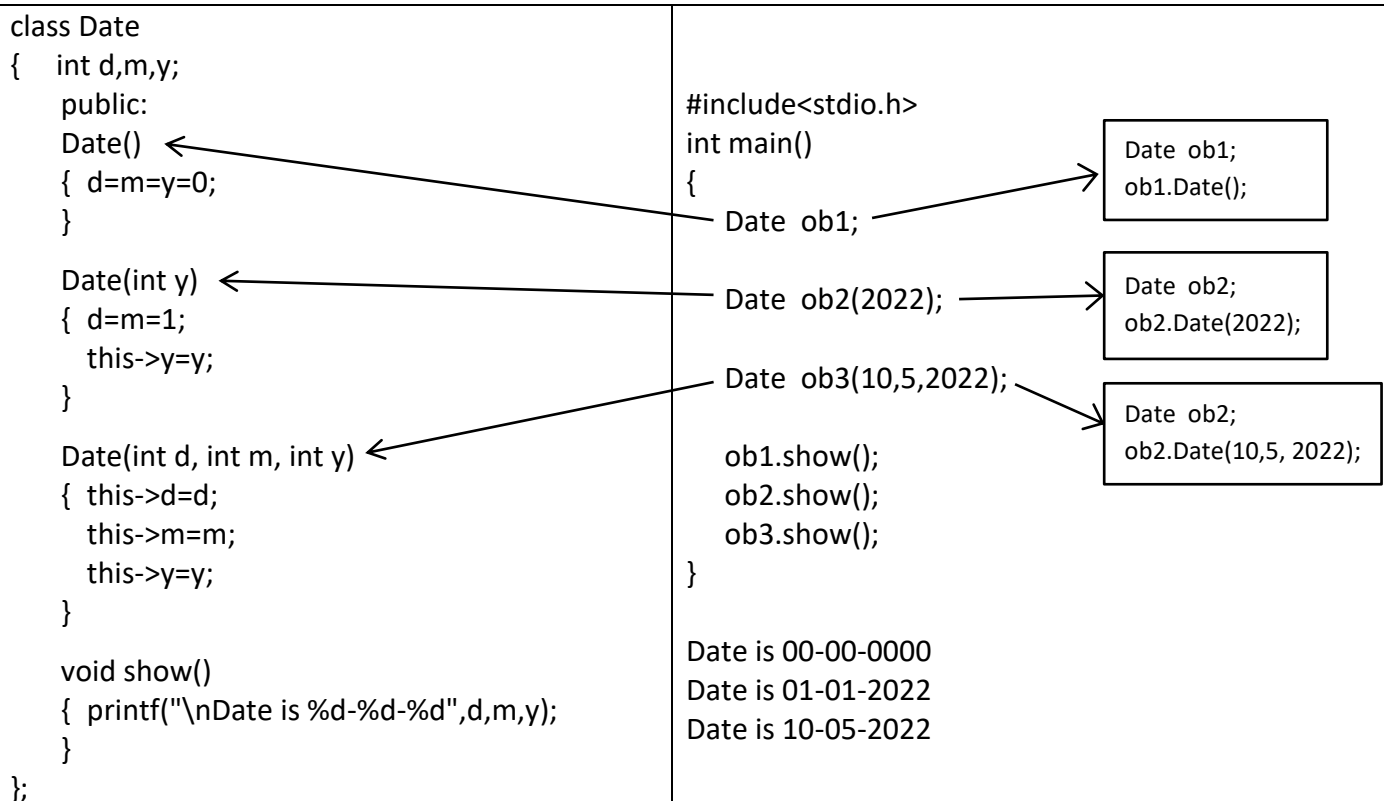 class Date
{ int d,m,y;
public:
Date()
{ d=m=y=0;
}
Date(int y)
{ d=m=1;
this->y=y;
}
Date(int d, int m, int y)
{ this->d=d;
this->m=m;
this->y=y;
}
void show()
{ printf("\nDate is %d-%d-%d",d,m,y);
}
};
#include<stdio.h>
int main()
{
Date ob1;
Date ob2(2022);
Date ob3(10,5,2022);
ob1.show();
ob2.show();
ob3.show();
}
Date is 00-00-0000
Date is 01-01-2022
Date is 10-05-2022
Date ob1;
ob1.Date();
Date ob2;
ob2.Date(2022);
Date ob2;
ob2.Date(10,5, 2022);